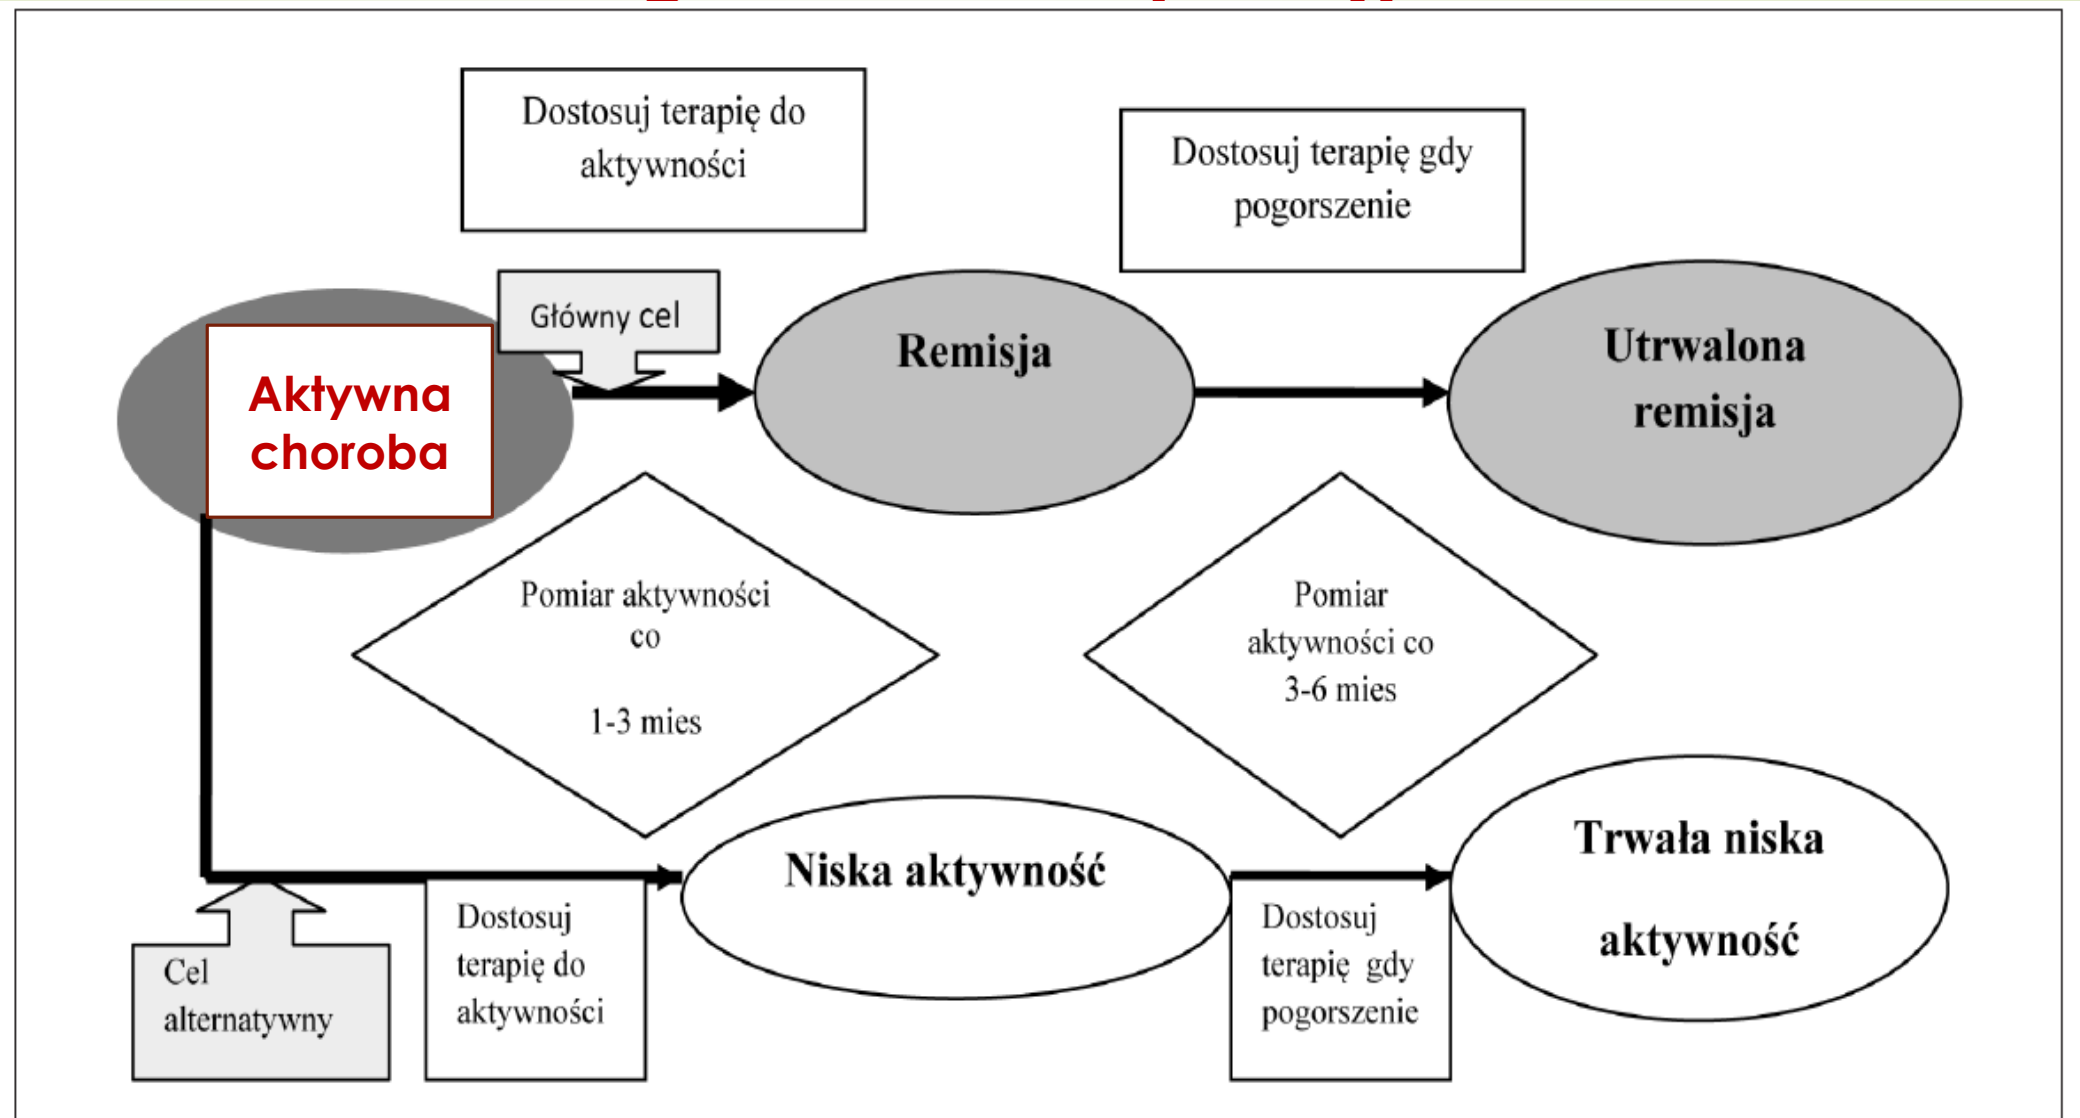 Dostosuj terapię do
aktywności
Dostosuj terapię gdy
pogorszenie
Główny cel
Remisja
Utrwalona
remisja
Aktywna
choroba
Pomiar aktywności
co
1-3 mies
Pomiar
aktywności co
3-6 mies
Niska aktywność
Trwała niska
aktywność
Cel
alternatywny
Dostosuj
terapię do
aktywności
Dostosuj
terapię gdy
pogorszenie